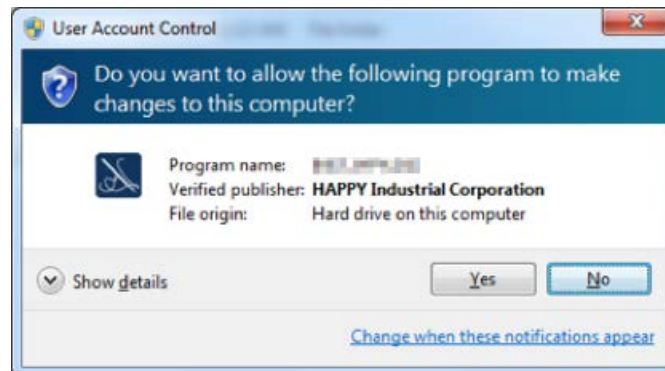 User Account Control
Do you want to allow the following program to make
changes to this computer?
Program name:
Verified publisher: HAPPY Industrial Corporation
File origin: Hard drive on this computer
Show details
Yes
No
Change when these notifications appear